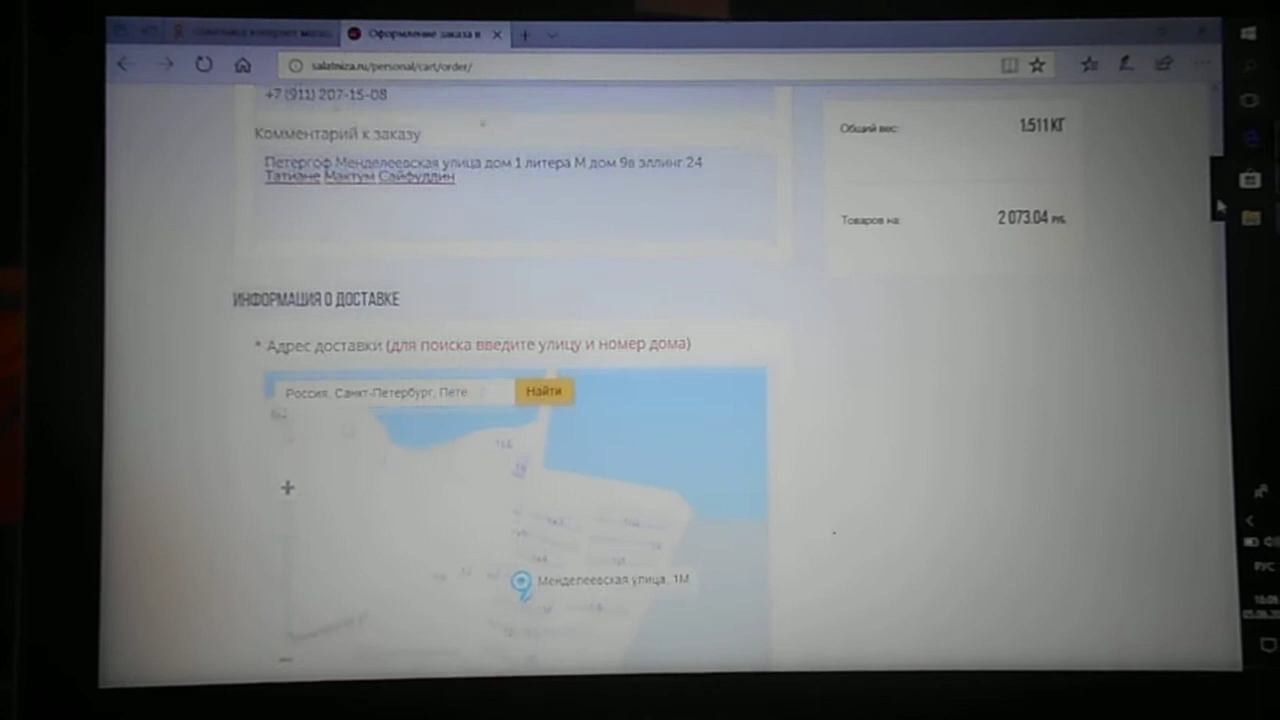 Оформление заказа в
salatniza.ru/personal/cart/order/
+7 (911) 207-15-08
Комментарий к заказу
Петергоф Менделеевская улица дом 1 литера М дом 9в эллинг 24
Татиане Мактум Сайфуддин
Общий вес: 1.511 КГ
Товаров на: 2 073.04 РУБ.
ИНФОРМАЦИЯ О ДОСТАВКЕ
* Адрес доставки (для поиска введите улицу и номер дома)
Россия, Санкт-Петербург, Пете
Найти
Менделеевская улица, 1М
РУС